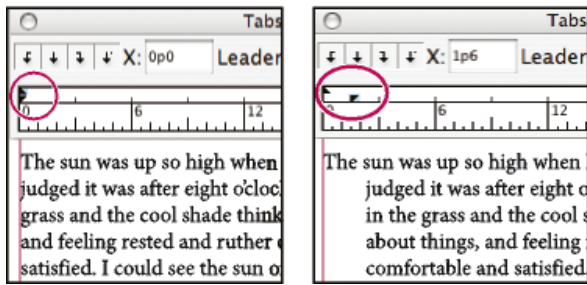 Tabs
X: 0p0 Leader
0 6 12
The sun was up so high when
judged it was after eight o'cloc
grass and the cool shade think
and feeling rested and ruther
satisfied. I could see the sun o
Tabs
X: 1p6 Leader
6 12
The sun was up so high when
judged it was after eight o
in the grass and the cool s
about things, and feeling
comfortable and satisfied